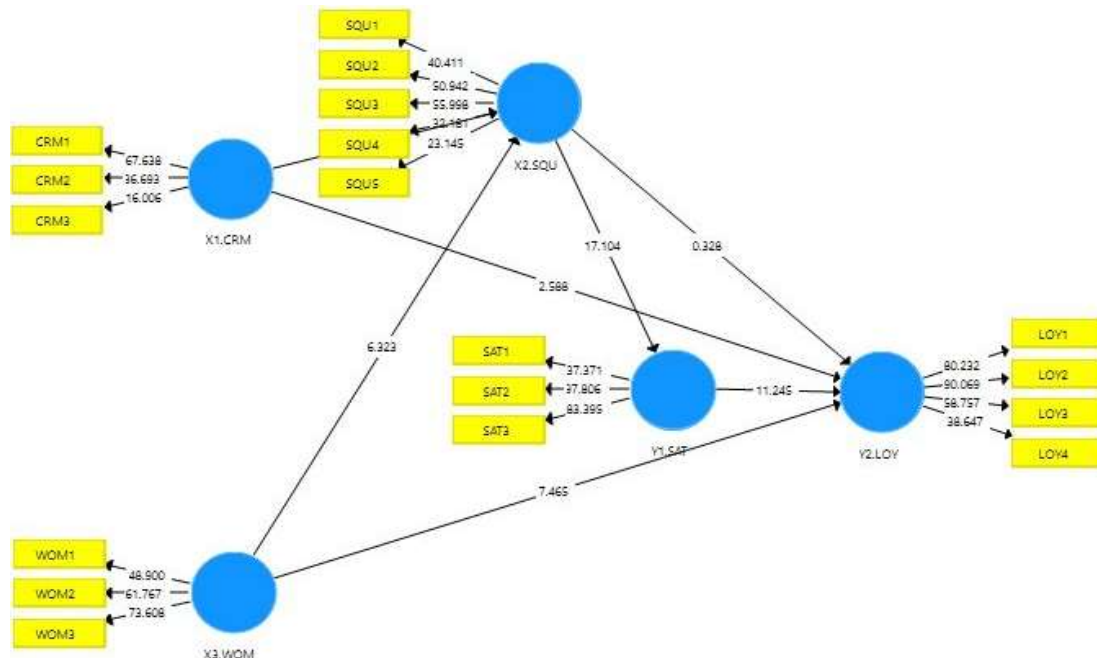 SQU1
SQU2
SQU3
SQU4
SQU5
40.411
50.942
55.998
32.181
23.145
X2.SQU
CRM1
CRM2
CRM3
67.638
36.693
16.006
X1.CRM
17.104
0.328
2.588
6.323
SAT1
SAT2
SAT3
37.371
37.806
83.395
Y1.SAT
11.245
LOY1
LOY2
LOY3
LOY4
80.232
90.069
58.757
38.647
Y2.LOY
7.465
WOM1
WOM2
WOM3
48.900
61.767
73.608
X3.WOM